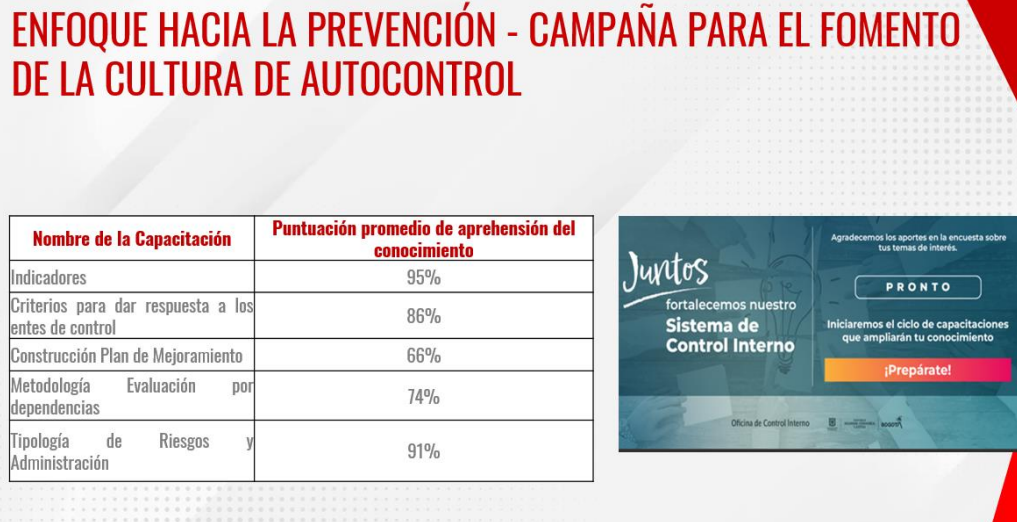 ENFOQUE HACIA LA PREVENCIÓN - CAMPAÑA PARA EL FOMENTO
DE LA CULTURA DE AUTOCONTROL
Nombre de la Capacitación
Puntuación promedio de aprehensión del
conocimiento
Indicadores
95%
Criterios para dar respuesta a los
entes de control
86%
Construcción Plan de Mejoramiento
66%
Metodología Evaluación por
dependencias
74%
Tipología de Riesgos y
Administración
91%
Juntos
fortalecemos nuestro
Sistema de
Control Interno
Agradecemos los aportes en la encuesta sobre
tus temas de interés.
PRONTO
Iniciaremos el ciclo de capacitaciones
que ampliarán tu conocimiento
¡Prepárate!
Oficina de Control Interno
BOGOTÁ